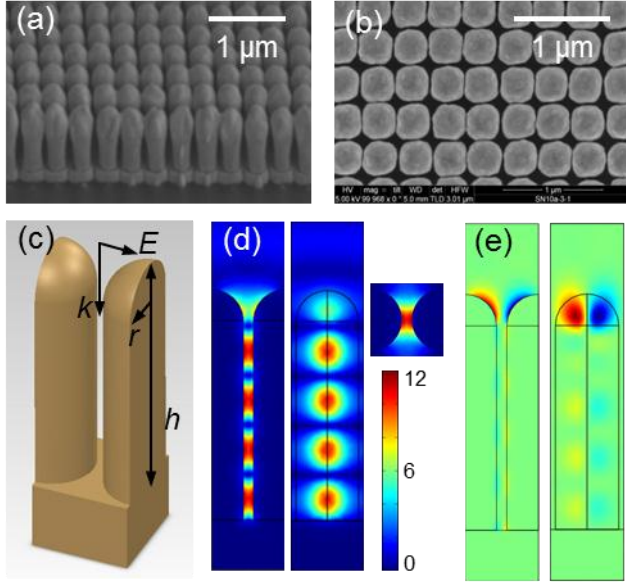 (a)
1 µm
(b)
1 µm
HV mag tilt WD det HFW
5.00 kV 99 968 x 0 ° 5.0 mm TLD 3.01 µm
1 µm
SN10a-3-1
(c)
E
k
r
h
(d)
12
6
0
(e)